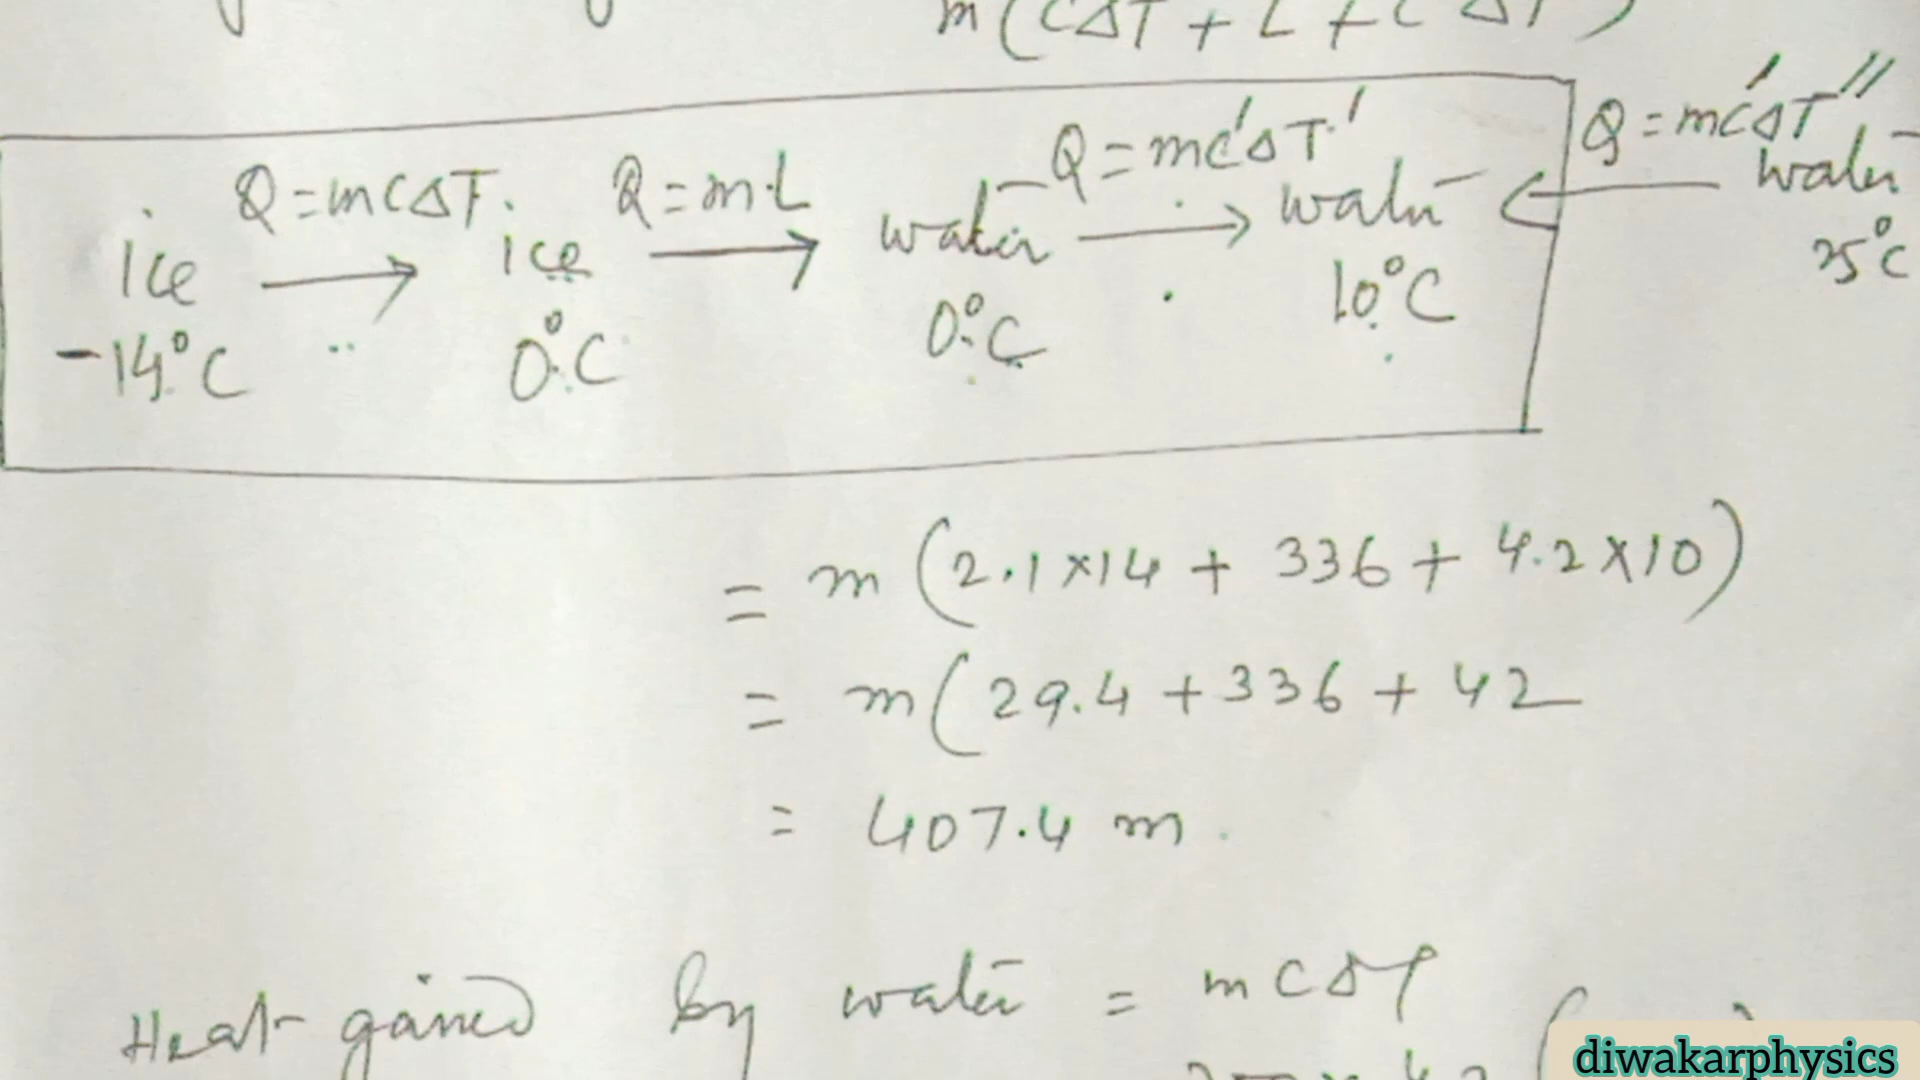 m(CΔT + L + C'ΔT')
Q=mCΔT. Q=m.L Q=mC'ΔT' Q=mC'ΔT"
ice → ice → water → water ← water
-14°C 0°C 0°C 10°C 25°C
= m(2.1×14 + 336 + 4.2×10)
= m(29.4 + 336 + 42
= 407.4 m.
Heat gained by water = mCΔT
diwakarphysics